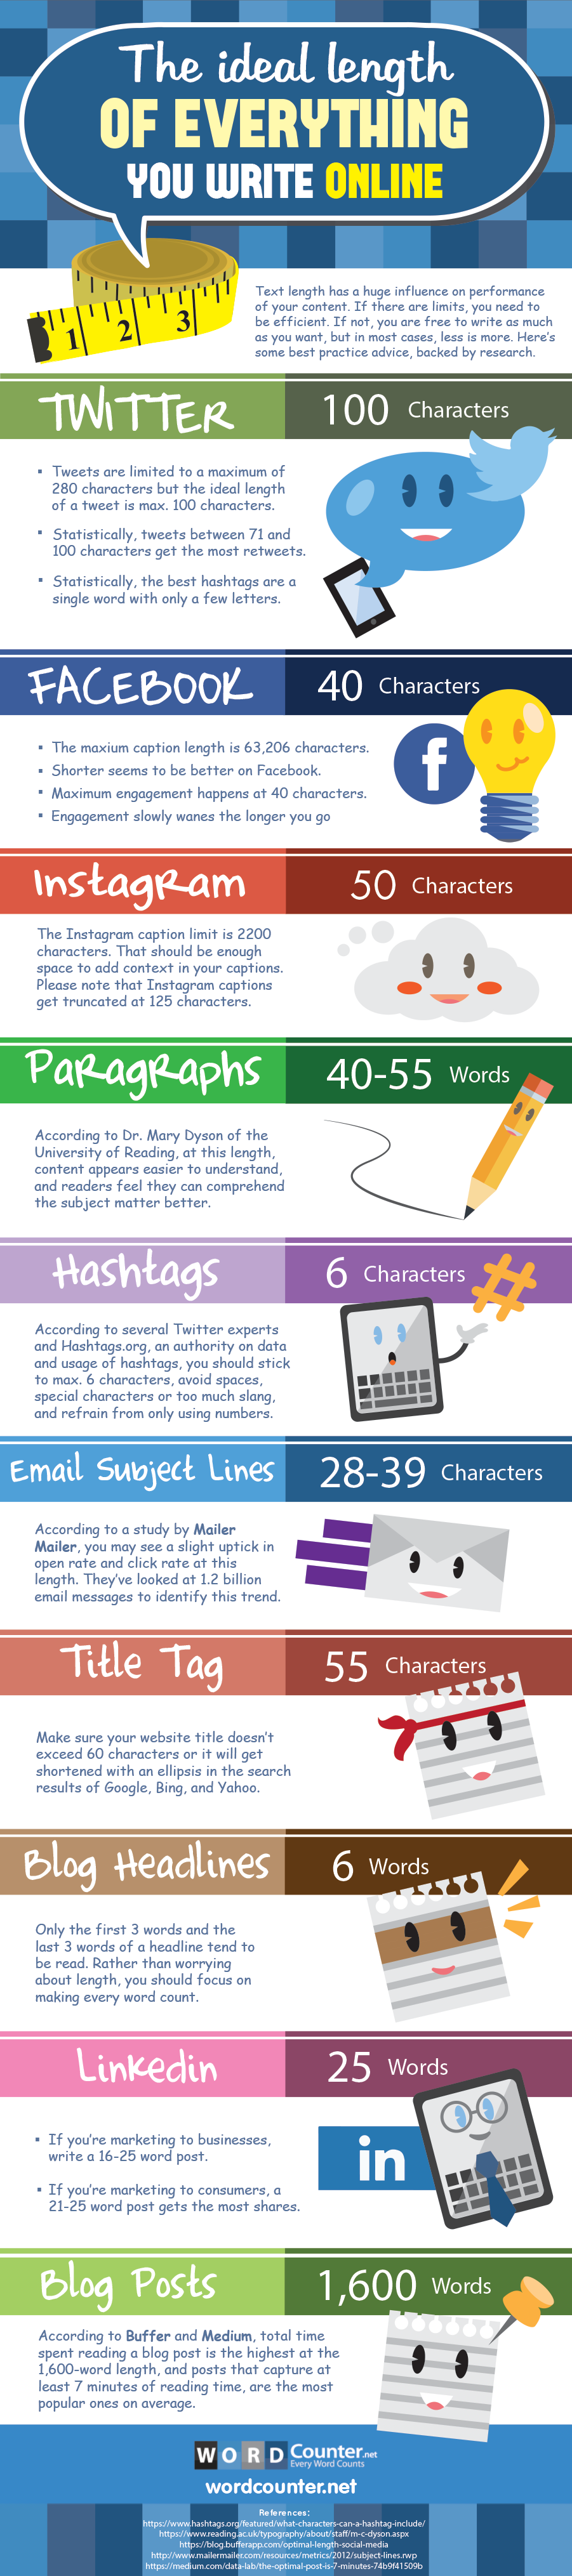 The ideal length
OF EVERYTHING
YOU WRITE ONLINE
1 2 3
Text length has a huge influence on performance
of your content. If there are limits, you need to
be efficient. If not, you are free to write as much
as you want, but in most cases, less is more. Here's
some best practice advice, backed by research.
TWITTER
100 Characters
▪ Tweets are limited to a maximum of
280 characters but the ideal length
of a tweet is max. 100 characters.
▪ Statistically, tweets between 71 and
100 characters get the most retweets.
▪ Statistically, the best hashtags are a
single word with only a few letters.
FACEBOOK
40 Characters
▪ The maxium caption length is 63,206 characters.
▪ Shorter seems to be better on Facebook.
▪ Maximum engagement happens at 40 characters.
▪ Engagement slowly wanes the longer you go
f
Instagram
50 Characters
The Instagram caption limit is 2200
characters. That should be enough
space to add context in your captions.
Please note that Instagram captions
get truncated at 125 characters.
Paragraphs
40-55 Words
According to Dr. Mary Dyson of the
University of Reading, at this length,
content appears easier to understand,
and readers feel they can comprehend
the subject matter better.
Hashtags
6 Characters
#
According to several Twitter experts
and Hashtags.org, an authority on data
and usage of hashtags, you should stick
to max. 6 characters, avoid spaces,
special characters or too much slang,
and refrain from only using numbers.
Email Subject Lines
28-39 Characters
According to a study by Mailer
Mailer, you may see a slight uptick in
open rate and click rate at this
length. They've looked at 1.2 billion
email messages to identify this trend.
Title Tag
55 Characters
Make sure your website title doesn't
exceed 60 characters or it will get
shortened with an ellipsis in the search
results of Google, Bing, and Yahoo.
Blog Headlines
6 Words
Only the first 3 words and the
last 3 words of a headline tend to
be read. Rather than worrying
about length, you should focus on
making every word count.
Linkedin
25 Words
▪ If you're marketing to businesses,
write a 16-25 word post.
▪ If you're marketing to consumers, a
21-25 word post gets the most shares.
in
Blog Posts
1,600 Words
According to Buffer and Medium, total time
spent reading a blog post is the highest at the
1,600-word length, and posts that capture at
least 7 minutes of reading time, are the most
popular ones on average.
WORD Counter.net
Every Word Counts
wordcounter.net
References:
https://www.hashtags.org/featured/what-characters-can-a-hashtag-include/
https://www.reading.ac.uk/typography/about/staff/m-c-dyson.aspx
https://blog.bufferapp.com/optimal-length-social-media
http://www.mailermailer.com/resources/metrics/2012/subject-lines.rwp
https://medium.com/data-lab/the-optimal-post-is-7-minutes-74b9f41509b